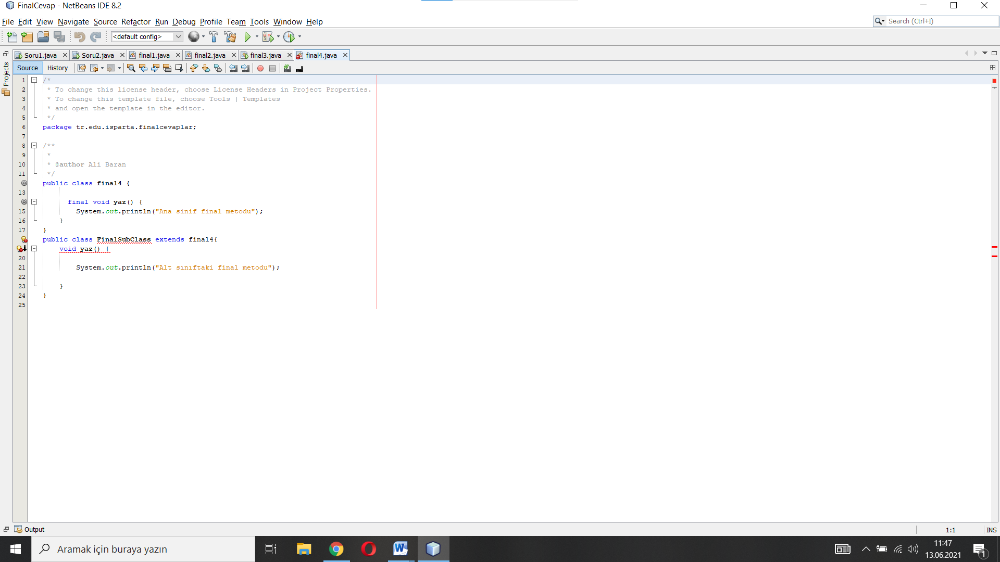 FinalCevap - NetBeans IDE 8.2
File Edit View Navigate Source Refactor Run Debug Profile Team Tools Window Help
Search (Ctrl+I)
<default config>
Projects
Soru1.java Soru2.java final1.java final2.java final3.java final4.java
Source History
1 /*
2 * To change this license header, choose License Headers in Project Properties.
3 * To change this template file, choose Tools | Templates
4 * and open the template in the editor.
5 */
6 package tr.edu.isparta.finalcevaplar;
7
8 /**
9 *
10 * @author Ali Baran
11 */
public class final4 {
13
final void yaz() {
15 System.out.println("Ana sinif final metodu");
16 }
17 }
public class FinalSubClass extends final4{
void yaz() {
20
21 System.out.println("Alt sınıftaki final metodu");
22
23 }
24 }
25
Output
1:1 INS
Aramak için buraya yazın
11:47
13.06.2021
1